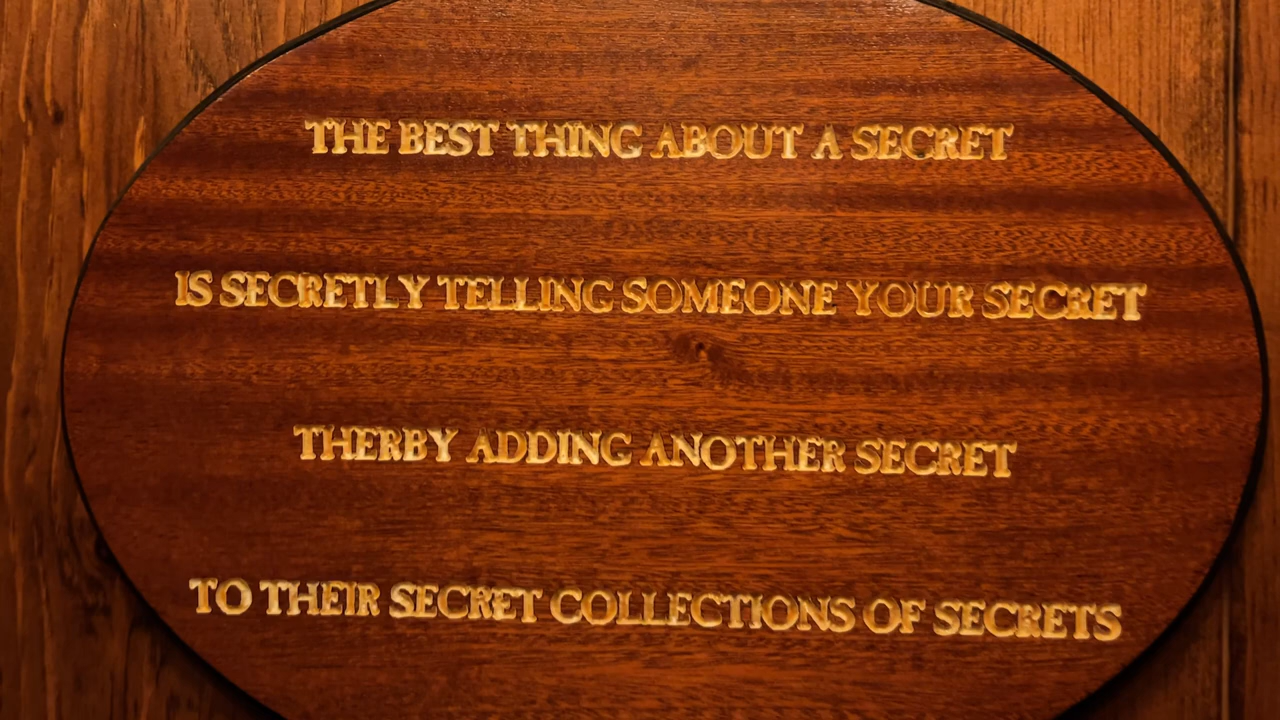 THE BEST THING ABOUT A SECRET
IS SECRETLY TELLING SOMEONE YOUR SECRET
THERBY ADDING ANOTHER SECRET
TO THEIR SECRET COLLECTIONS OF SECRETS